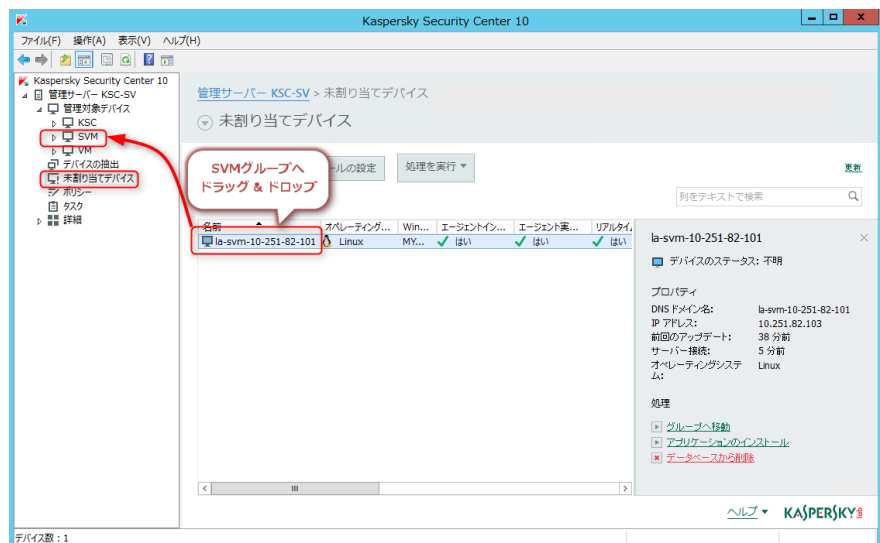 Kaspersky Security Center 10
ファイル(F) 操作(A) 表示(V) ヘルプ(H)
Kaspersky Security Center 10
管理サーバー KSC-SV
管理対象デバイス
KSC
SVM
VM
デバイスの抽出
未割り当てデバイス
ポリシー
タスク
詳細
管理サーバー KSC-SV > 未割り当てデバイス
未割り当てデバイス
SVMグループへ
ドラッグ & ドロップ
ールの設定
処理を実行
更新
列をテキストで検索
名前 オペレーティング... Win... エージェントイン... エージェント実... リアルタイ
la-svm-10-251-82-101 Linux MY... はい はい はい
la-svm-10-251-82-101
デバイスのステータス: 不明
プロパティ
DNS ドメイン名: la-svm-10-251-82-101
IP アドレス: 10.251.82.103
前回のアップデート: 38 分前
サーバー接続: 5 分前
オペレーティングシステ Linux
ム:
処理
グループへ移動
アプリケーションのインストール
データベースから削除
ヘルプ
KASPERSKY
デバイス数 : 1